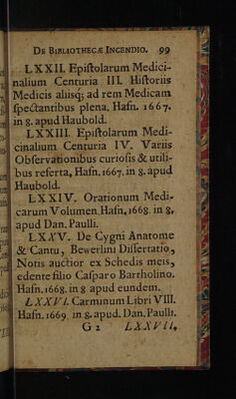 DE BIBLIOTHECÆ INCENDIO. 99
LXXII. Epiſtolarum Medici-
nalium Centuria III. Hiſtoriis
Medicis aliisq; ad rem Medicam
ſpectantibus plena. Hafn. 1667.
in 8. apud Haubold.
LXXIII. Epiſtolarum Medi-
cinalium Centuria IV. Variis
Obſervationibus curioſis & utili-
bus referta, Hafn. 1667. in 8. apud
Haubold.
LXXIV. Orationum Medi-
carum Volumen. Hafn. 1668. in 8.
apud Dan. Paulli.
LXXV. De Cygni Anatome
& Cantu, Bewerlini Diſſertatio,
Notis auctior ex Schedis meis,
edente filio Caſparo Bartholino.
Hafn. 1668. in 8. apud eundem.
LXXVI. Carminum Libri VIII.
Hafn. 1669. in 8. apud. Dan. Paulli.
G 2 LXXVII.